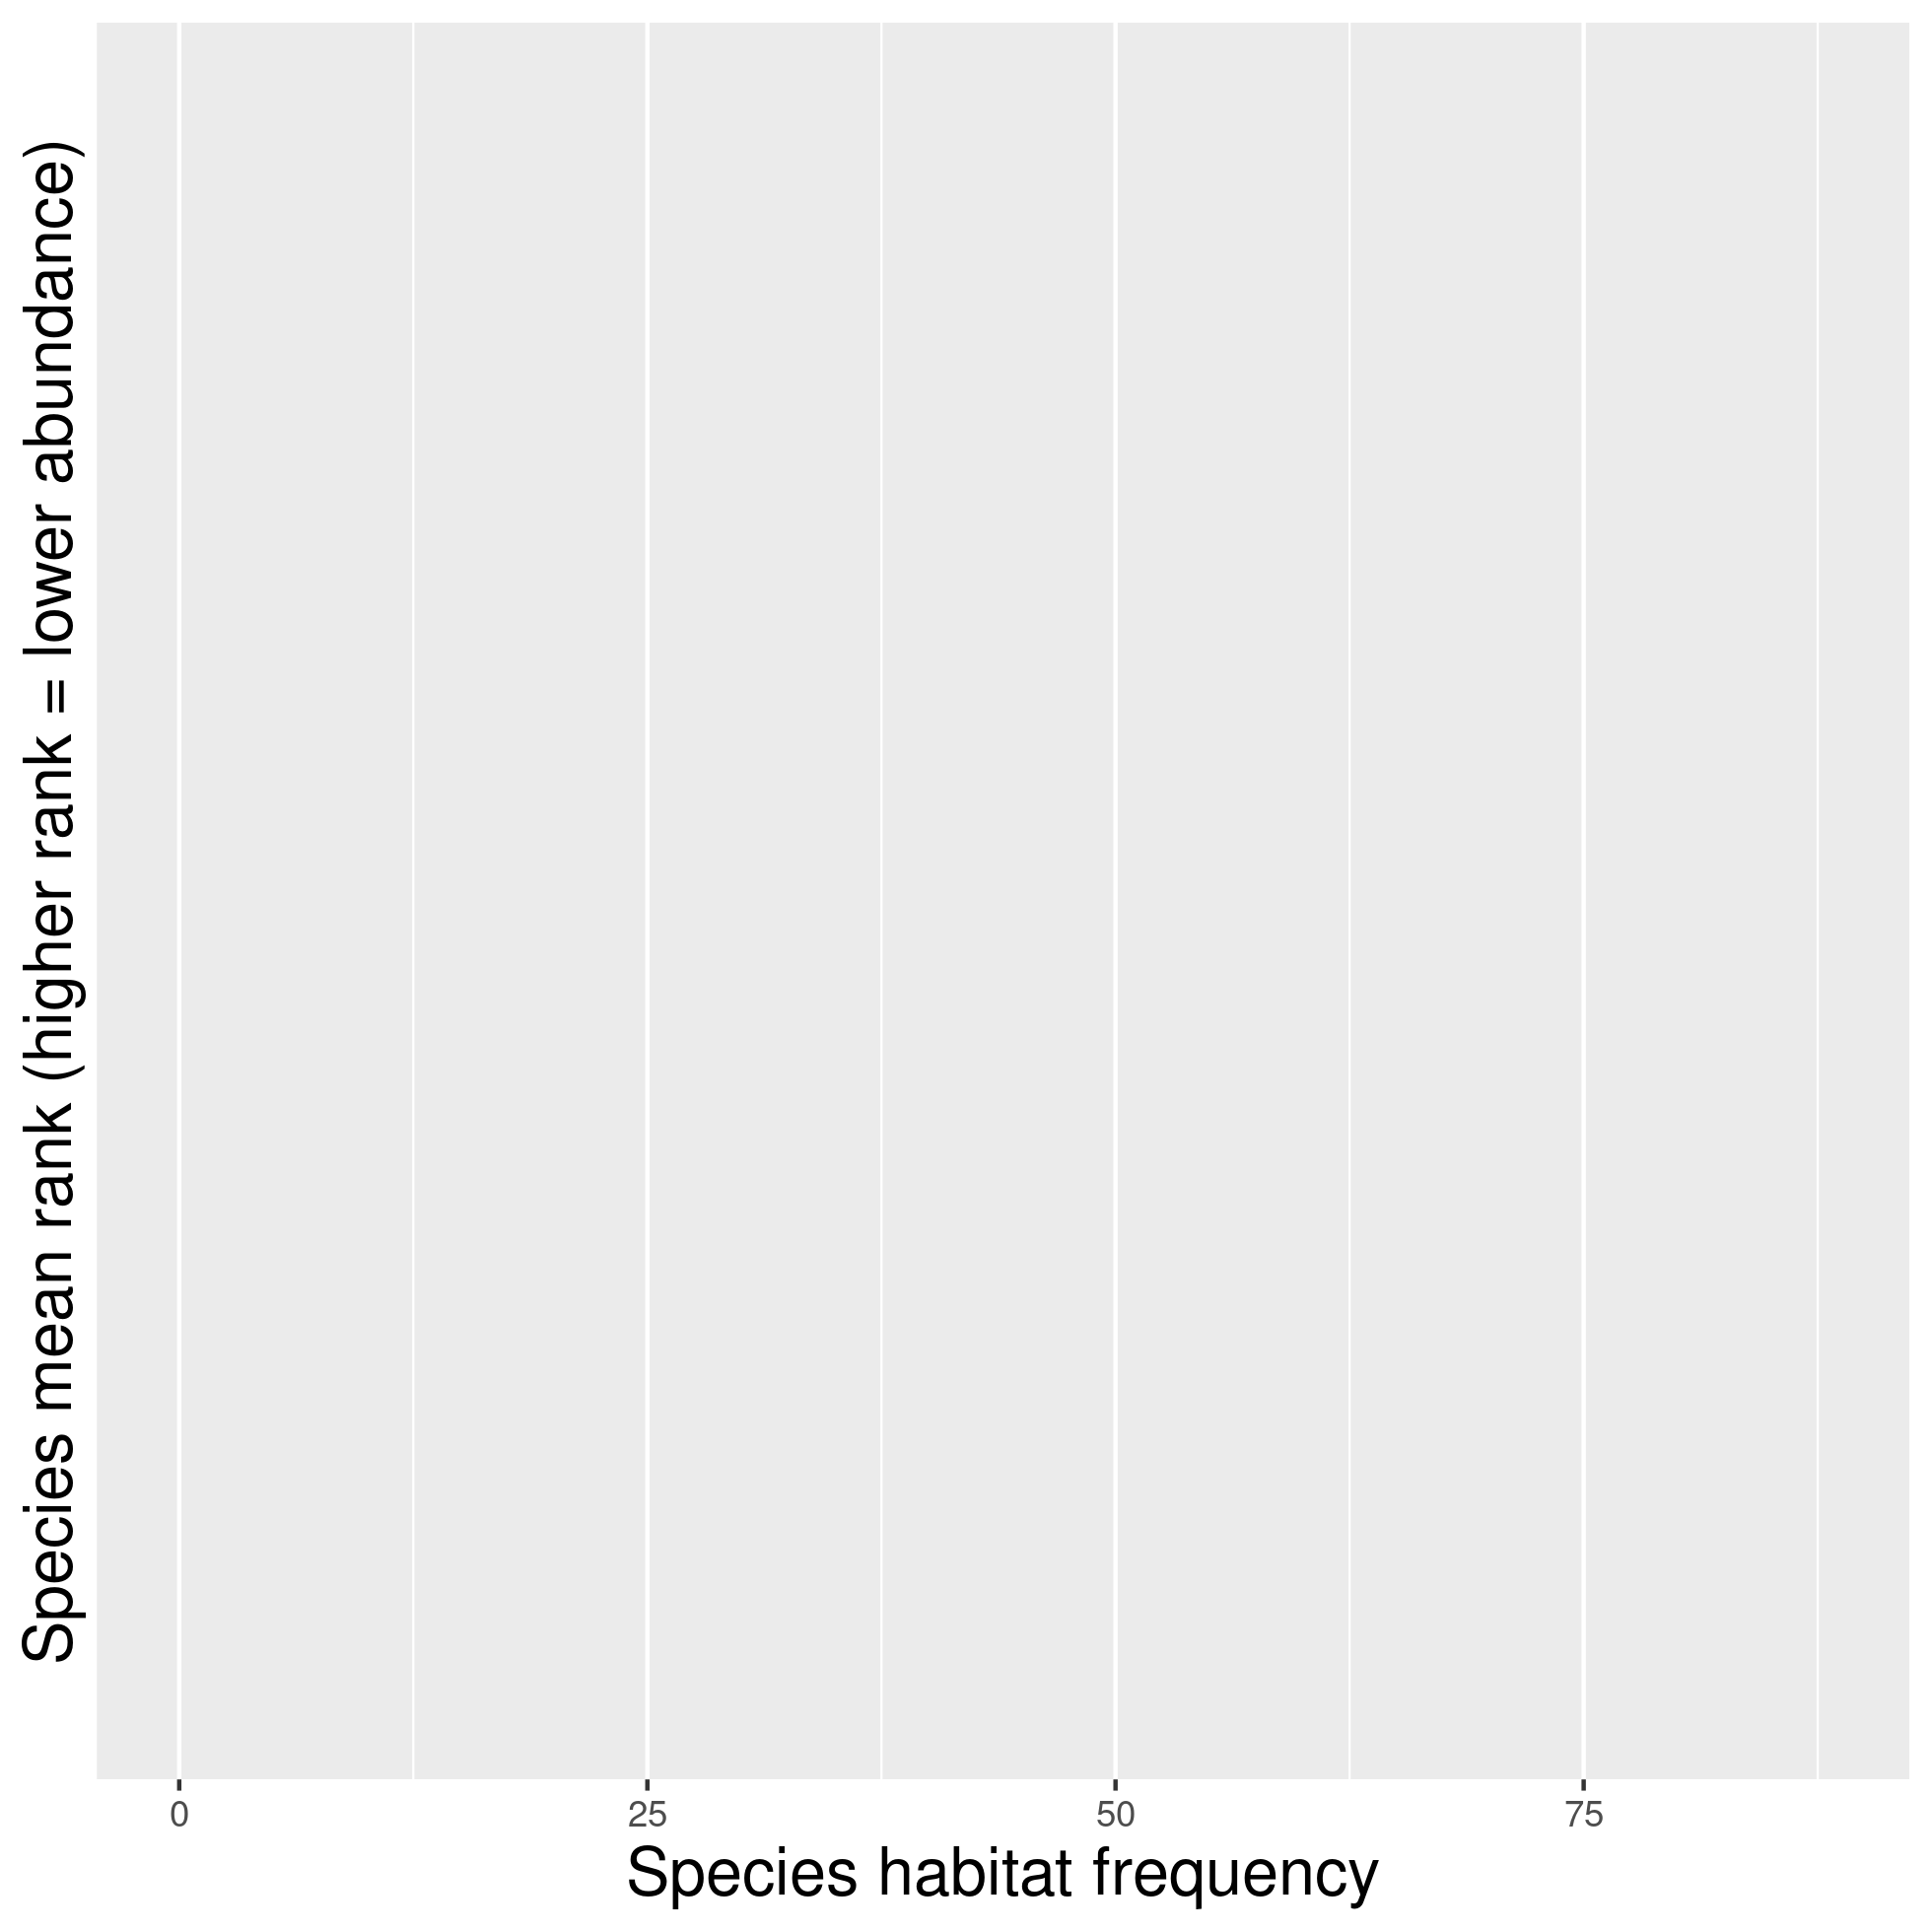 Species mean rank (higher rank = lower abundance)
0 25 50 75
Species habitat frequency